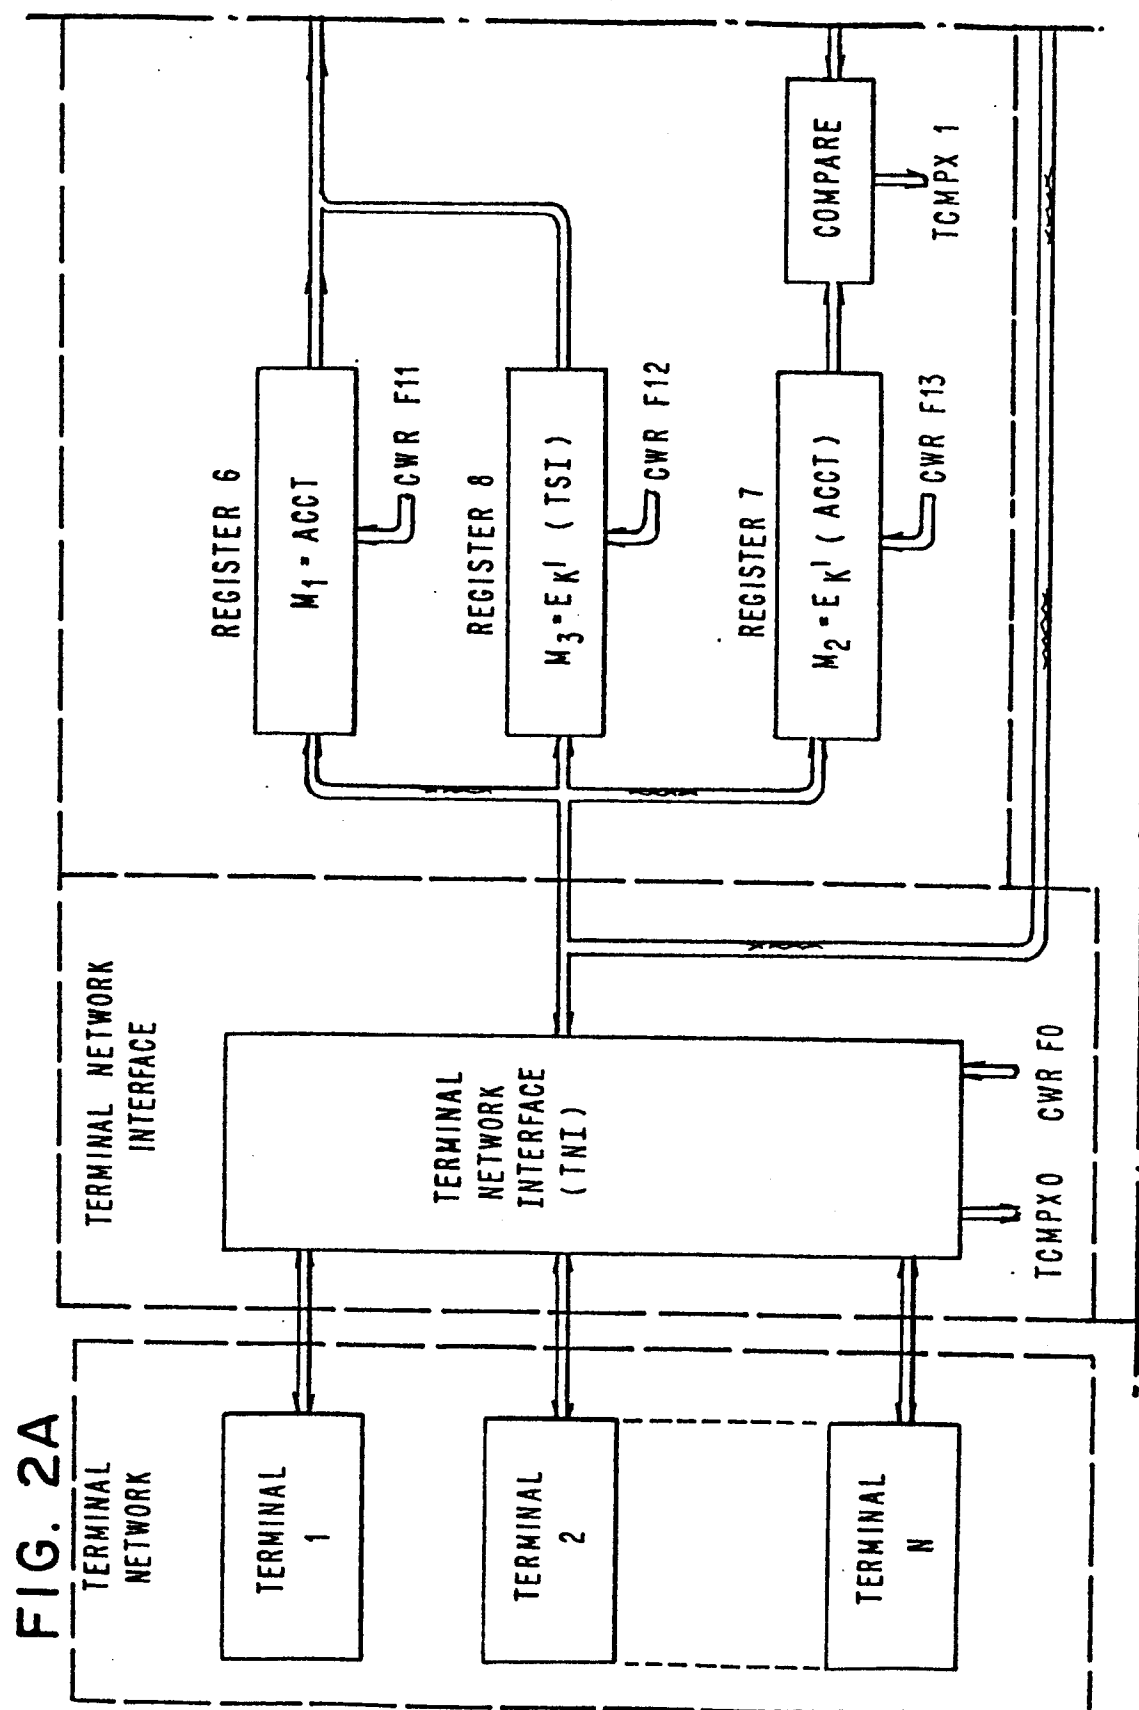 FIG. 2A
TERMINAL
NETWORK
TERMINAL
1
TERMINAL
2
TERMINAL
N
TERMINAL NETWORK
INTERFACE
TERMINAL
NETWORK
INTERFACE
(TNI)
TCMPX0
CWR F0
REGISTER 6
M1 = ACCT
CWR F11
REGISTER 8
M3 = EK' (TSI)
CWR F12
REGISTER 7
M2 = EK' (ACCT)
CWR F13
COMPARE
TCMPX 1